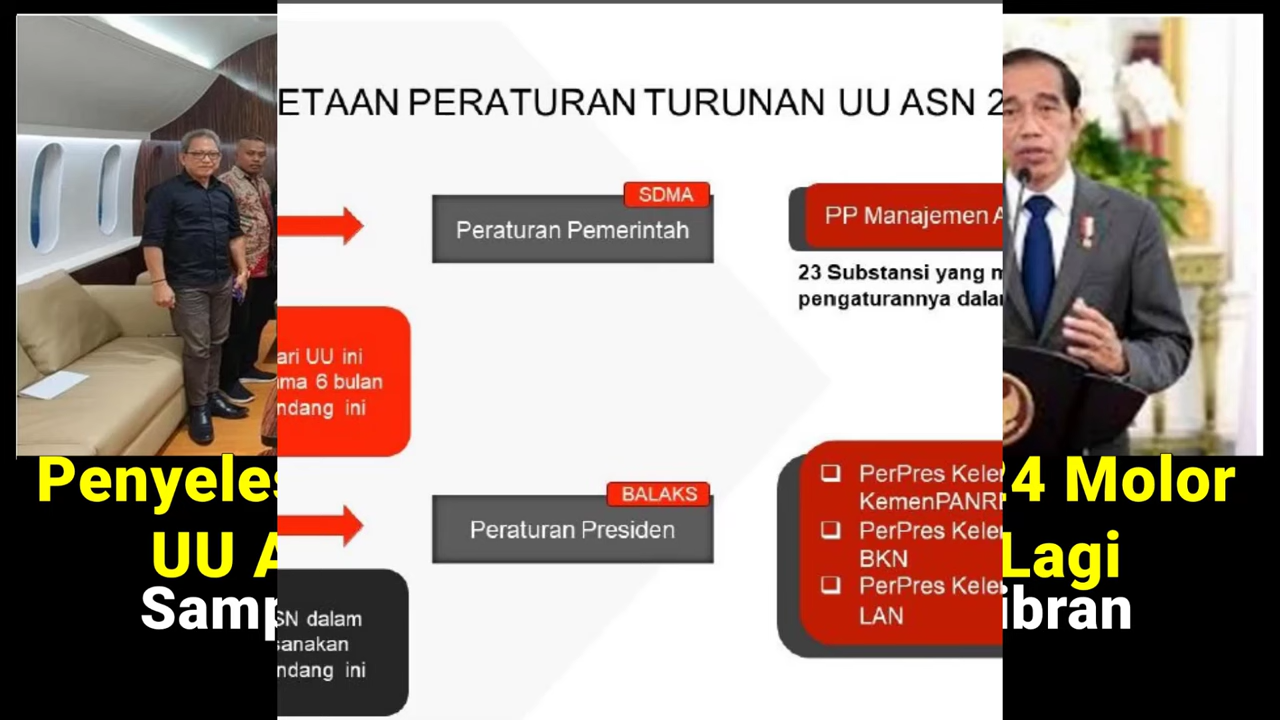 ETAAN PERATURAN TURUNAN UU ASN 2
SDMA
Peraturan Pemerintah
PP Manajemen A
23 Substansi yang m
pengaturannya dalam
ari UU ini
ma 6 bulan
ndang ini
BALAKS
Peraturan Presiden
PerPres Kele
KemenPANR
PerPres Kele
BKN
PerPres Kele
LAN
SN dalam
sanakan
ndang ini
Penyeles 24 Molor
UU A Lagi
Samp ibran